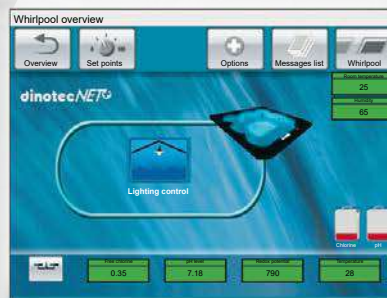 Whirlpool overview
Overview
Set points
Options
Messages list
Whirlpool
Room temperature
25
Humidity
65
dinotecNET
Lighting control
Chlorine
pH
Free chlorine
pH level
Redox potential
Temperature
0.35
7.18
790
28